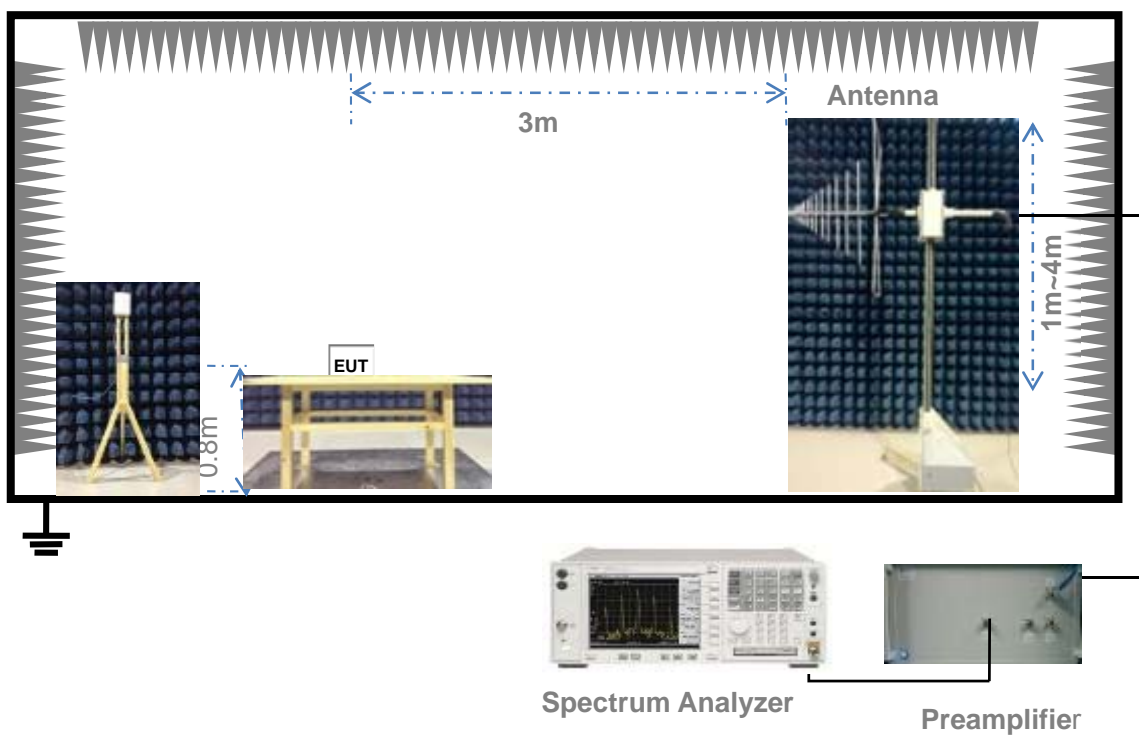 Antenna
3m
1m~4m
EUT
0.8m
Spectrum Analyzer
Preamplifier